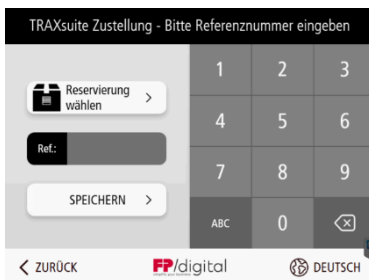 TRAXsuite Zustellung - Bitte Referenznummer eingeben
Reservierung
wählen
Ref.:
SPEICHERN
1 2 3
4 5 6
7 8 9
ABC 0
ZURÜCK
FP/digital
DEUTSCH